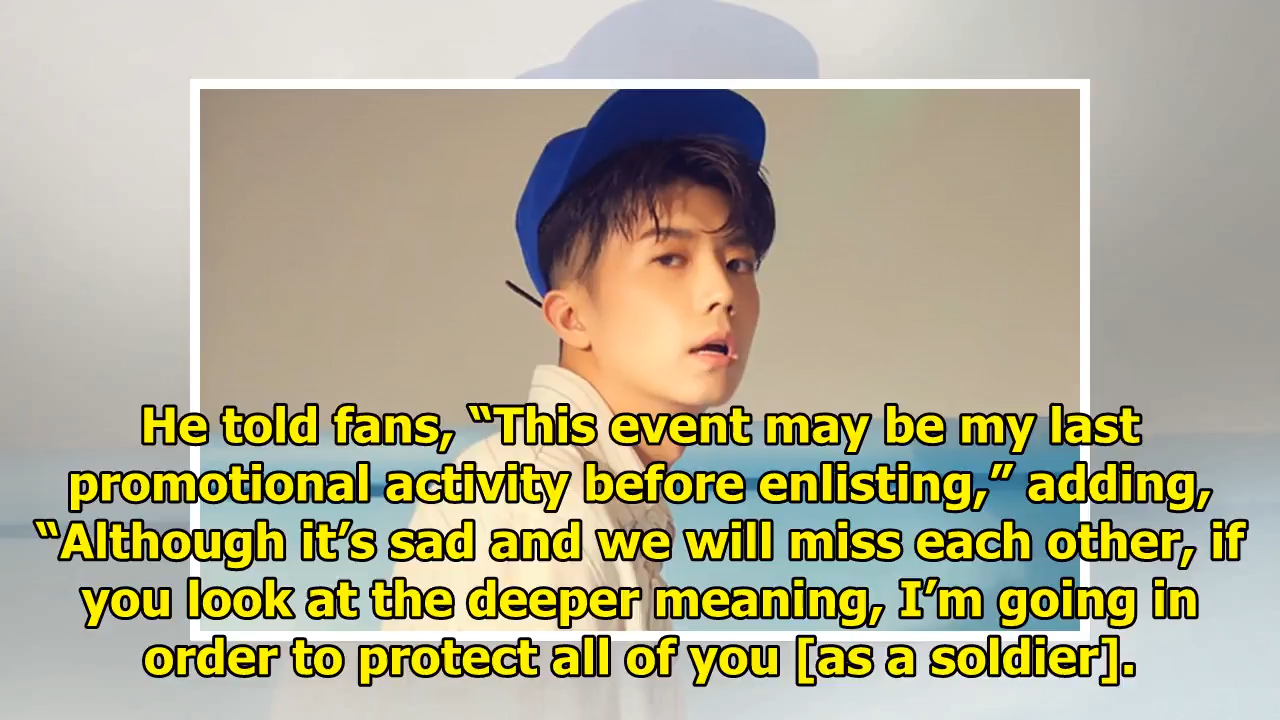 He told fans, “This event may be my last
promotional activity before enlisting,” adding,
“Although it’s sad and we will miss each other, if
you look at the deeper meaning, I’m going in
order to protect all of you [as a soldier].